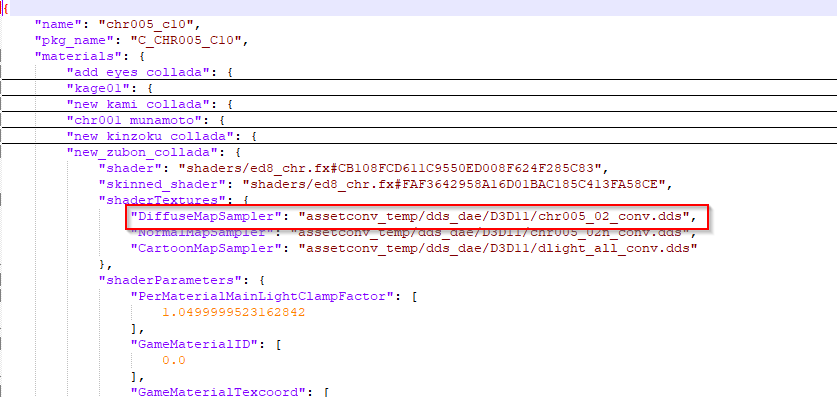 {
"name": "chr005_c10",
"pkg_name": "C_CHR005_C10",
"materials": {
"add_eyes_collada": {
"kage01": {
"new_kami_collada": {
"chr001_munamoto": {
"new_kinzoku_collada": {
"new_zubon_collada": {
"shader": "shaders/ed8_chr.fx#CB108FCD611C9550ED008F624F285C83",
"skinned_shader": "shaders/ed8_chr.fx#FAF3642958A16D01BAC185C413FA58CE",
"shaderTextures": {
"DiffuseMapSampler": "assetconv_temp/dds_dae/D3D11/chr005_02_conv.dds",
"NormalMapSampler": "assetconv_temp/dds_dae/D3D11/chr005_02n_conv.dds",
"CartoonMapSampler": "assetconv_temp/dds_dae/D3D11/dlight_all_conv.dds"
},
"shaderParameters": {
"PerMaterialMainLightClampFactor": [
1.0499999523162842
],
"GameMaterialID": [
0.0
],
"GameMaterialTexcoord": [